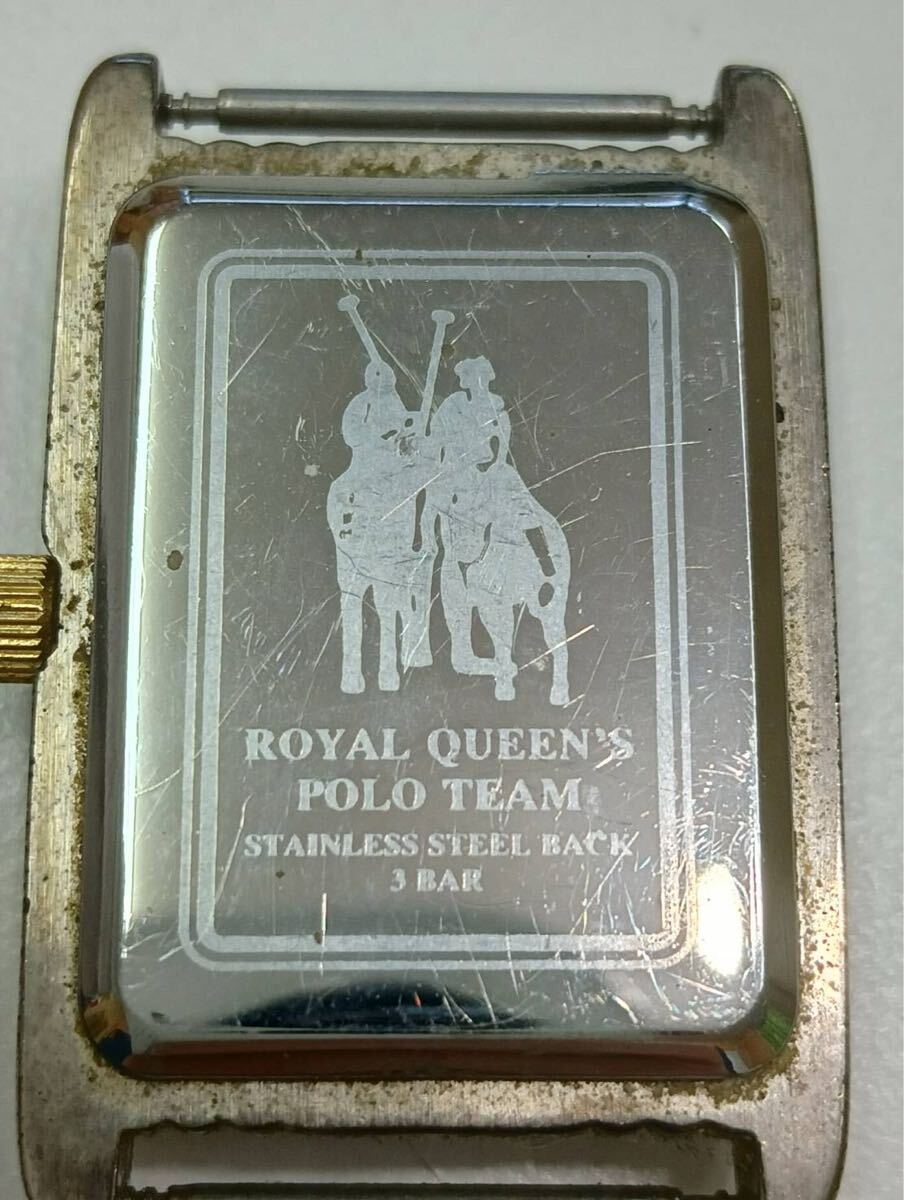 ROYAL QUEEN'S
POLO TEAM
STAINLESS STEEL BACK
3 BAR